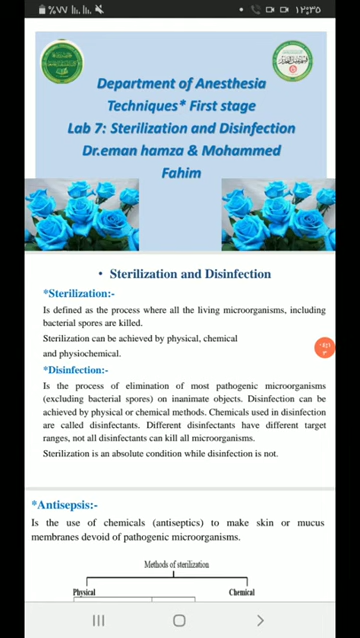 %٧٧
١٢:٣٥
Department of Anesthesia
Techniques* First stage
Lab 7: Sterilization and Disinfection
Dr.eman hamza & Mohammed
Fahim
• Sterilization and Disinfection
*Sterilization:-
Is defined as the process where all the living microorganisms, including
bacterial spores are killed.
Sterilization can be achieved by physical, chemical
and physiochemical.
*Disinfection:-
Is the process of elimination of most pathogenic microorganisms
(excluding bacterial spores) on inanimate objects. Disinfection can be
achieved by physical or chemical methods. Chemicals used in disinfection
are called disinfectants. Different disinfectants have different target
ranges, not all disinfectants can kill all microorganisms.
Sterilization is an absolute condition while disinfection is not.
*Antisepsis:-
Is the use of chemicals (antiseptics) to make skin or mucus
membranes devoid of pathogenic microorganisms.
Methods of sterilization
Physical Chemical